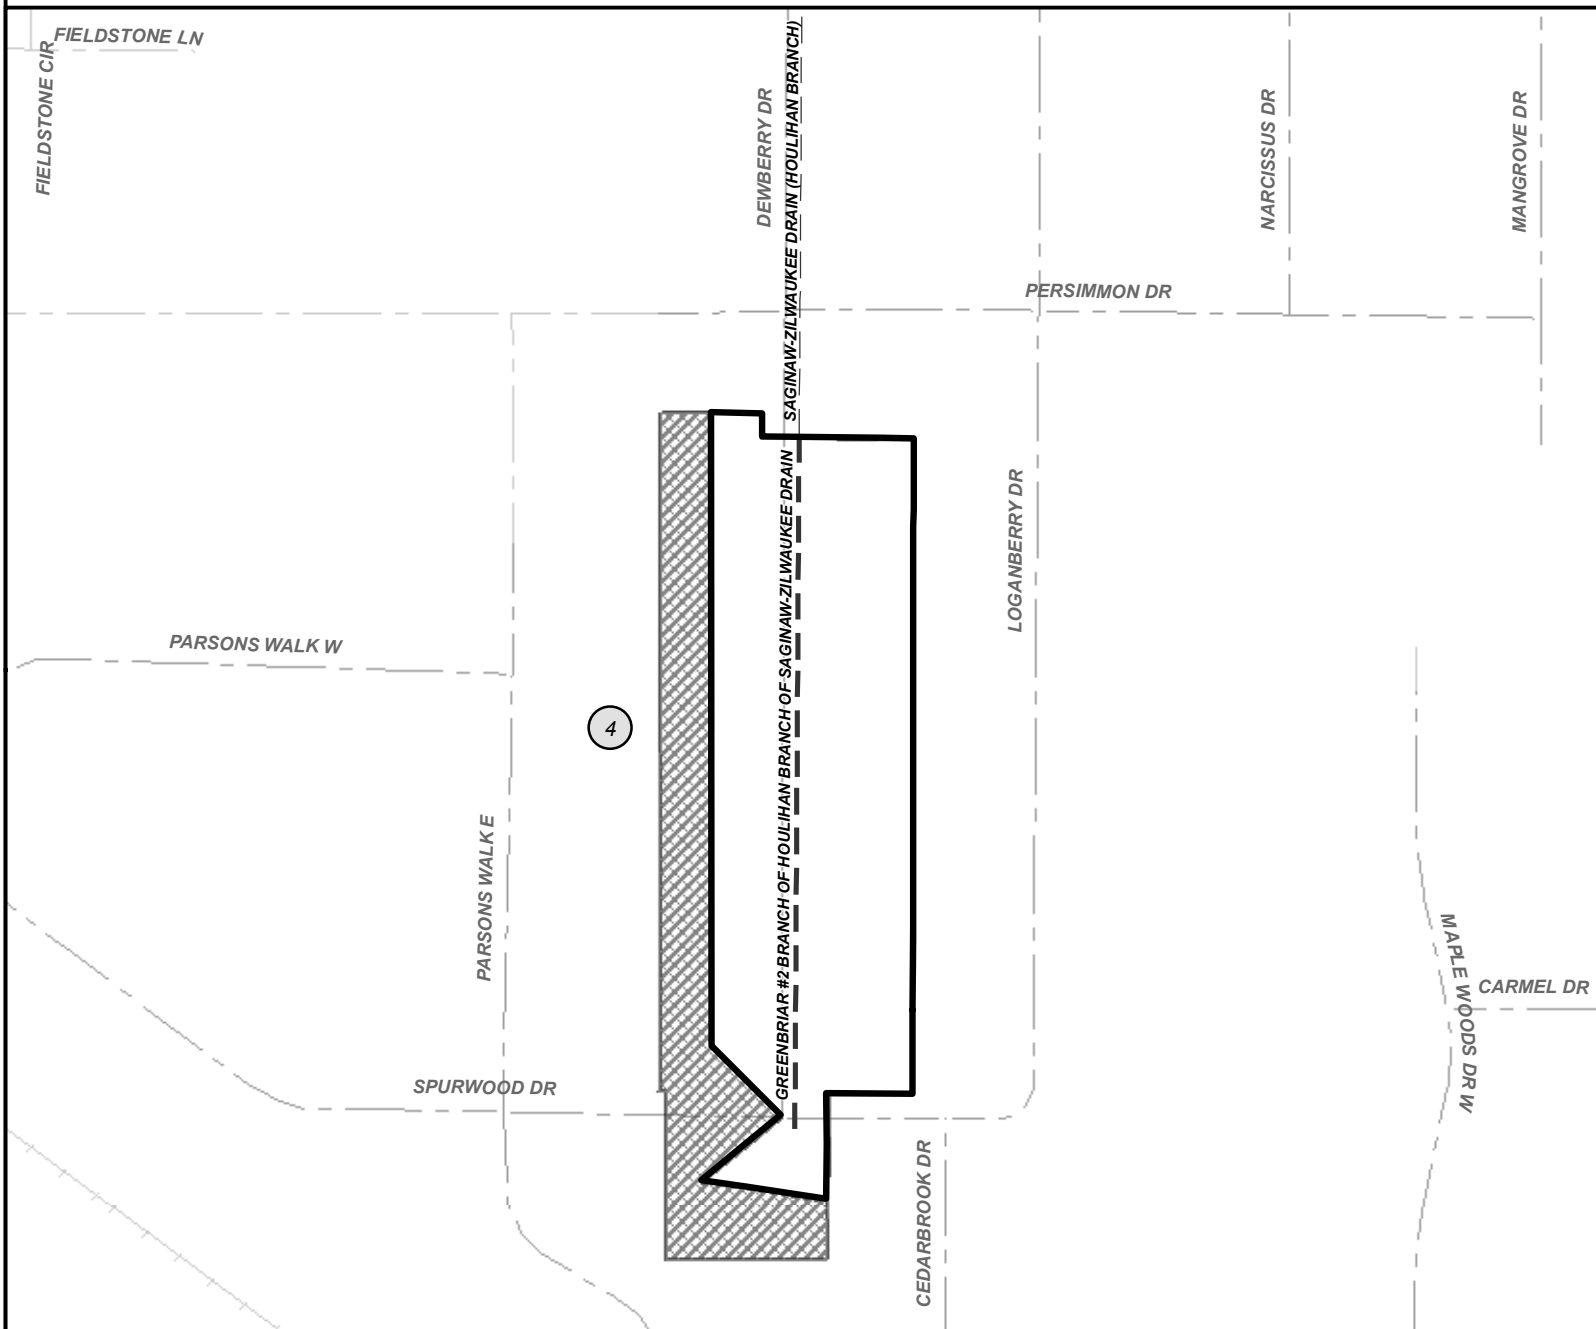 FIELDSTONE LN
FIELDSTONE CIR
DEWBERRY DR
SAGINAW-ZILWAUKEE DRAIN (HOULIHAN BRANCH)
NARCISSUS DR
MANGROVE DR
PERSIMMON DR
LOGANBERRY DR
GREENBRIAR #2 BRANCH OF HOULIHAN BRANCH OF SAGINAW-ZILWAUKEE DRAIN
PARSONS WALK W
4
PARSONS WALK E
MAPLE WOODS DR W
CARMEL DR
SPURWOOD DR
CEDARBROOK DR